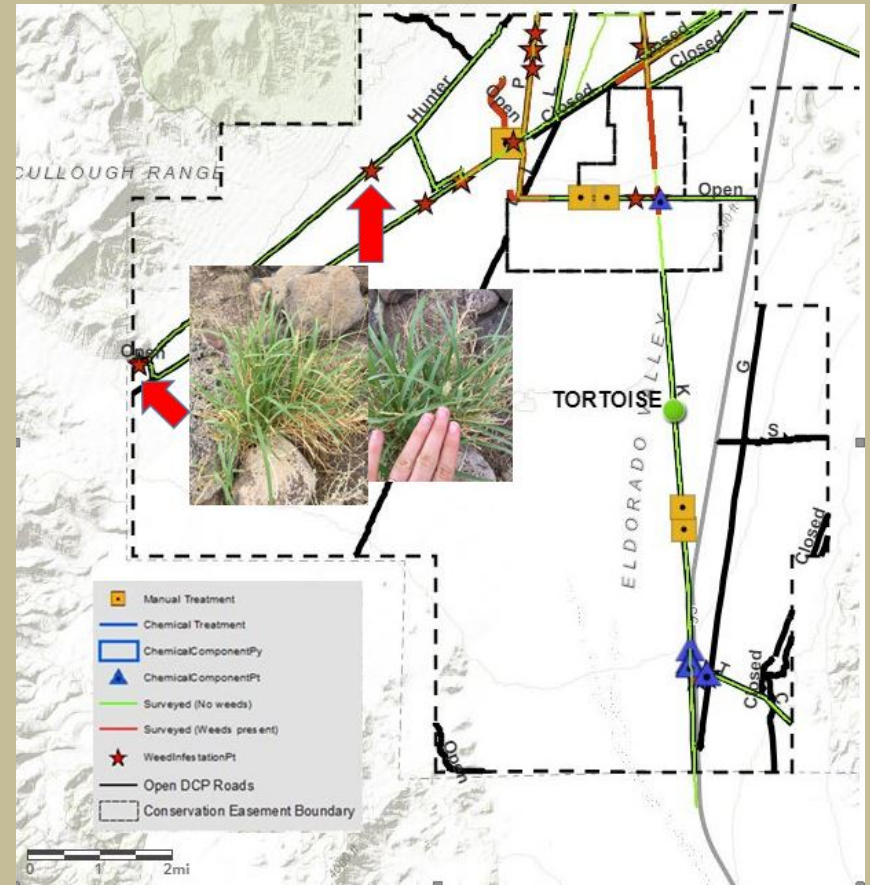 Closed
Closed
Hunter
P
L
Open
Closed
CULLOUGH RANGE
Open
Open
TORTOISE
K
G
S
ELDORADO VALLEY
Closed
Closed
H
G
Open
Manual Treatment
Chemical Treatment
ChemicalComponentPy
ChemicalComponentPt
Surveyed (No weeds)
Surveyed (Weeds present)
WeedInfestationPt
Open DCP Roads
Conservation Easement Boundary
0 1 2mi